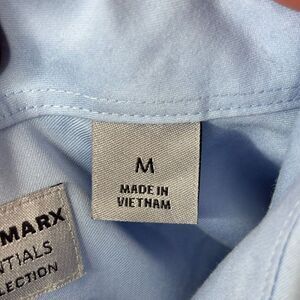 M
MADE IN
VIETNAM
MARX
NTIALS
LECTION